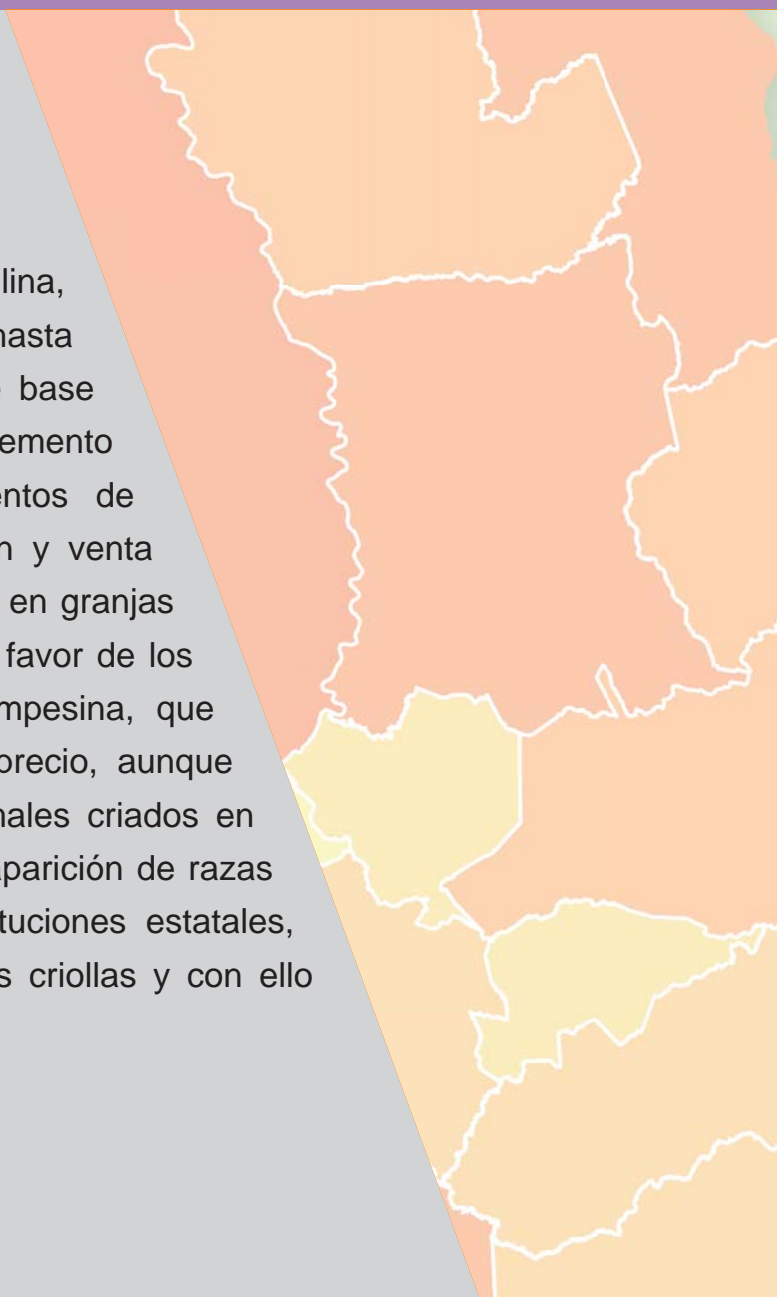 lina,
hasta
base
emento
entos de
n y venta
en granjas
favor de los
mpesina, que
precio, aunque
nales criados en
aparición de razas
tuciones estatales,
s criollas y con ello